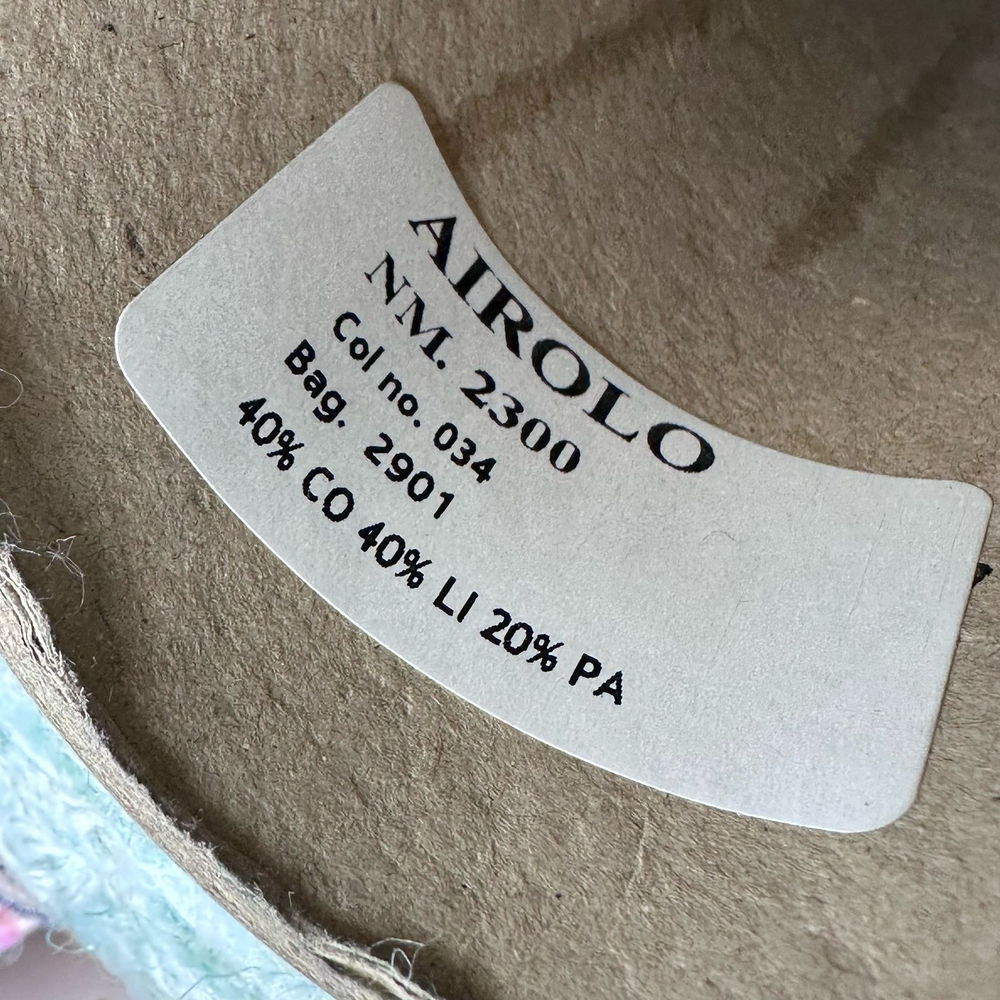 AIROLO
NM. 2300
Col no. 034
Bag. 2901
40% CO 40% LI 20% PA